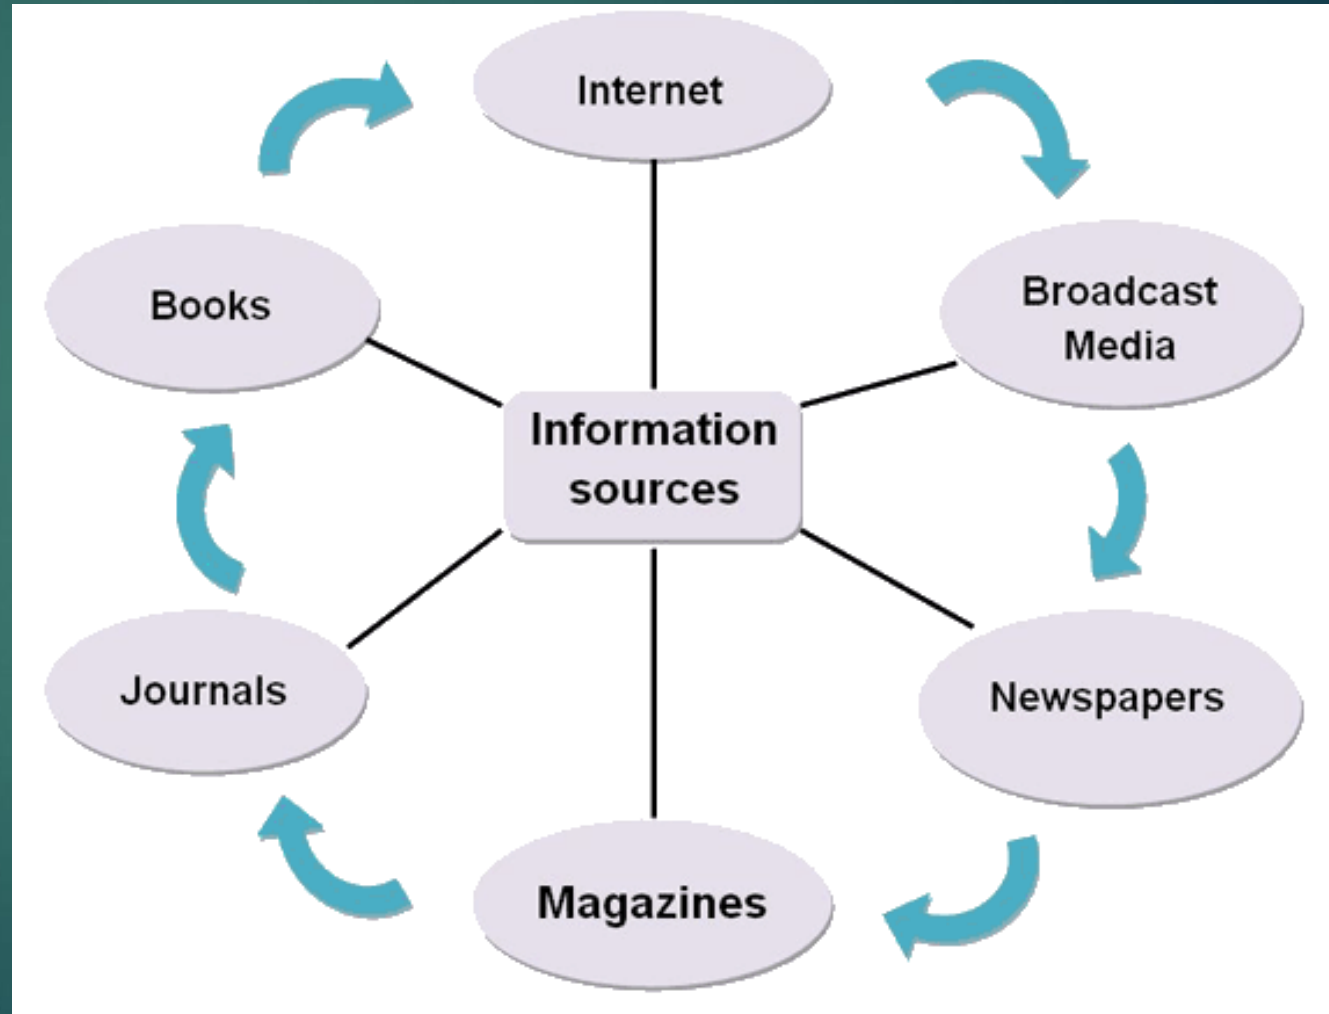 Internet
Broadcast
Media
Books
Information
sources
Journals
Newspapers
Magazines